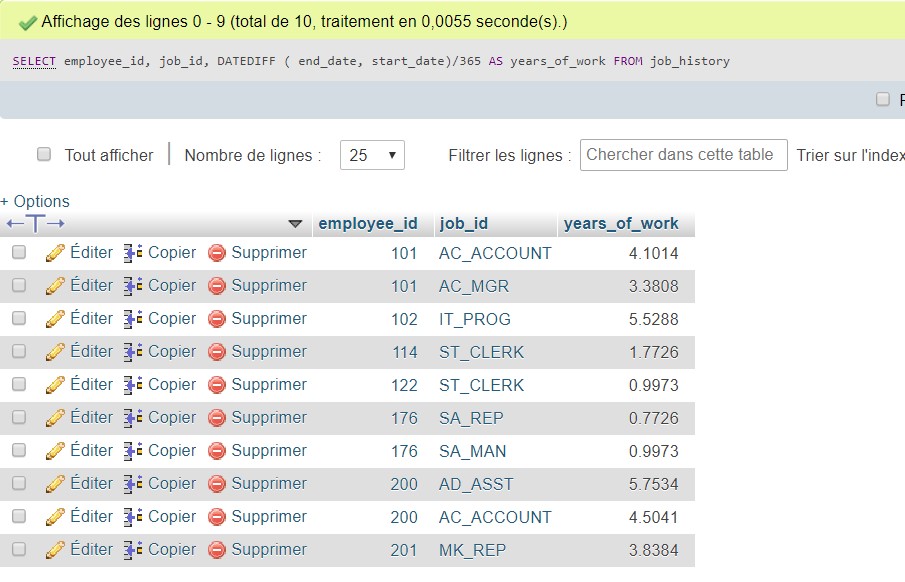 Affichage des lignes 0 - 9 (total de 10, traitement en 0,0055 seconde(s).)
SELECT employee_id, job_id, DATEDIFF ( end_date, start_date)/365 AS years_of_work FROM job_history
Tout afficher | Nombre de lignes : 25 Filtrer les lignes : Chercher dans cette table Trier sur l'index
+ Options
employee_id job_id years_of_work
Éditer Copier Supprimer 101 AC_ACCOUNT 4.1014
Éditer Copier Supprimer 101 AC_MGR 3.3808
Éditer Copier Supprimer 102 IT_PROG 5.5288
Éditer Copier Supprimer 114 ST_CLERK 1.7726
Éditer Copier Supprimer 122 ST_CLERK 0.9973
Éditer Copier Supprimer 176 SA_REP 0.7726
Éditer Copier Supprimer 176 SA_MAN 0.9973
Éditer Copier Supprimer 200 AD_ASST 5.7534
Éditer Copier Supprimer 200 AC_ACCOUNT 4.5041
Éditer Copier Supprimer 201 MK_REP 3.8384